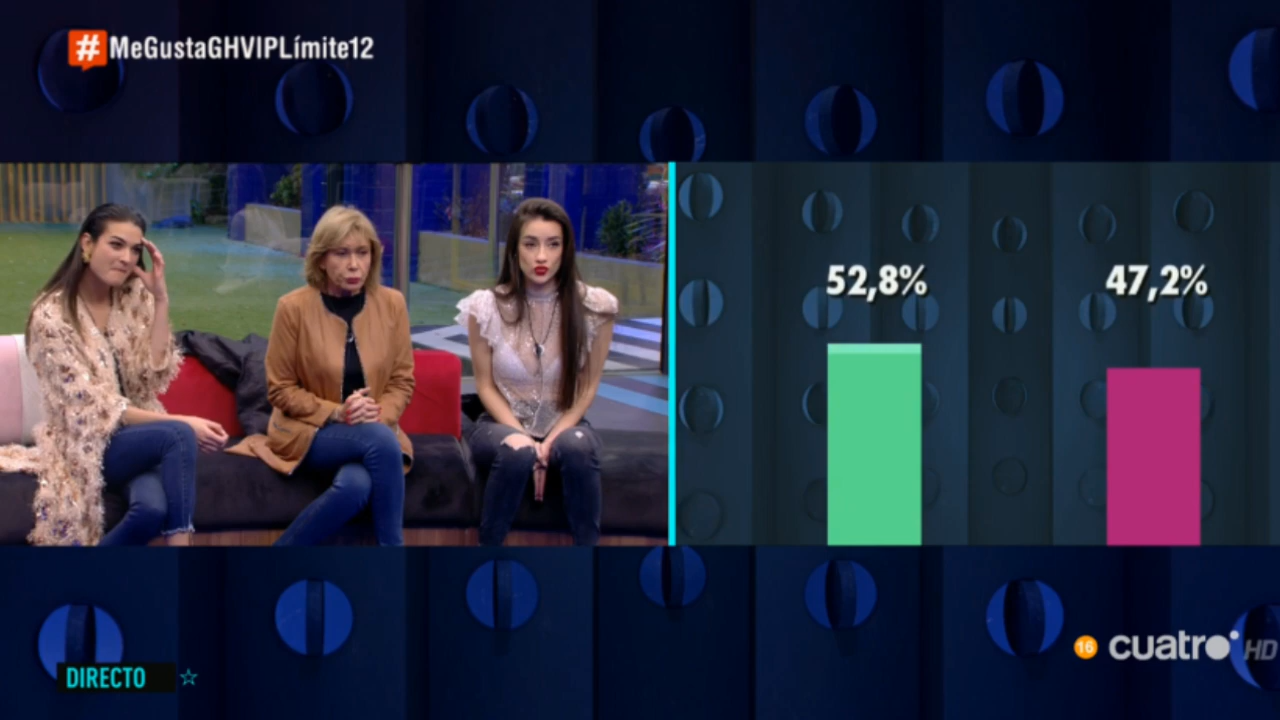 #MeGustaGHVIPLímite12
52,8%
47,2%
16 cuatro HD
DIRECTO